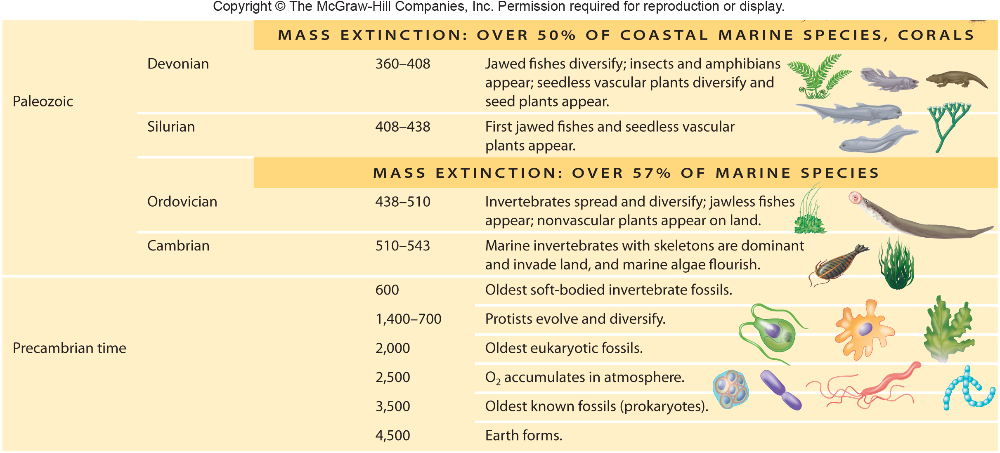 Copyright © The McGraw-Hill Companies, Inc. Permission required for reproduction or display.
MASS EXTINCTION: OVER 50% OF COASTAL MARINE SPECIES, CORALS
Paleozoic
Devonian
360–408
Jawed fishes diversify; insects and amphibians
appear; seedless vascular plants diversify and
seed plants appear.
Silurian
408–438
First jawed fishes and seedless vascular
plants appear.
MASS EXTINCTION: OVER 57% OF MARINE SPECIES
Ordovician
438–510
Invertebrates spread and diversify; jawless fishes
appear; nonvascular plants appear on land.
Cambrian
510–543
Marine invertebrates with skeletons are dominant
and invade land, and marine algae flourish.
Precambrian time
600
Oldest soft-bodied invertebrate fossils.
1,400–700
Protists evolve and diversify.
2,000
Oldest eukaryotic fossils.
2,500
O₂ accumulates in atmosphere.
3,500
Oldest known fossils (prokaryotes).
4,500
Earth forms.